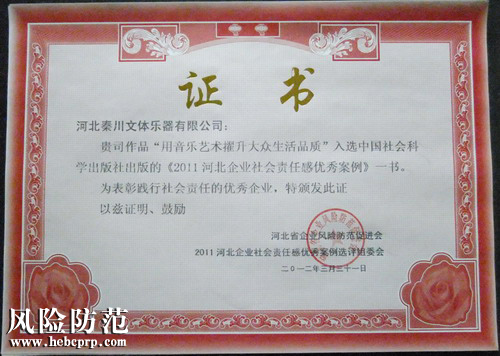 证 书
河北秦川文体乐器有限公司：
贵司作品“用音乐艺术擢升大众生活品质”入选中国社会科
学出版社出版的《2011河北企业社会责任感优秀案例》一书。
为表彰践行社会责任的优秀企业，特颁发此证
以兹证明、鼓励
河北省企业风险防范促进会
2011河北企业社会责任感优秀案例选评组委会
二〇一二年三月三十一日
风险防范
www.hebcprp.com